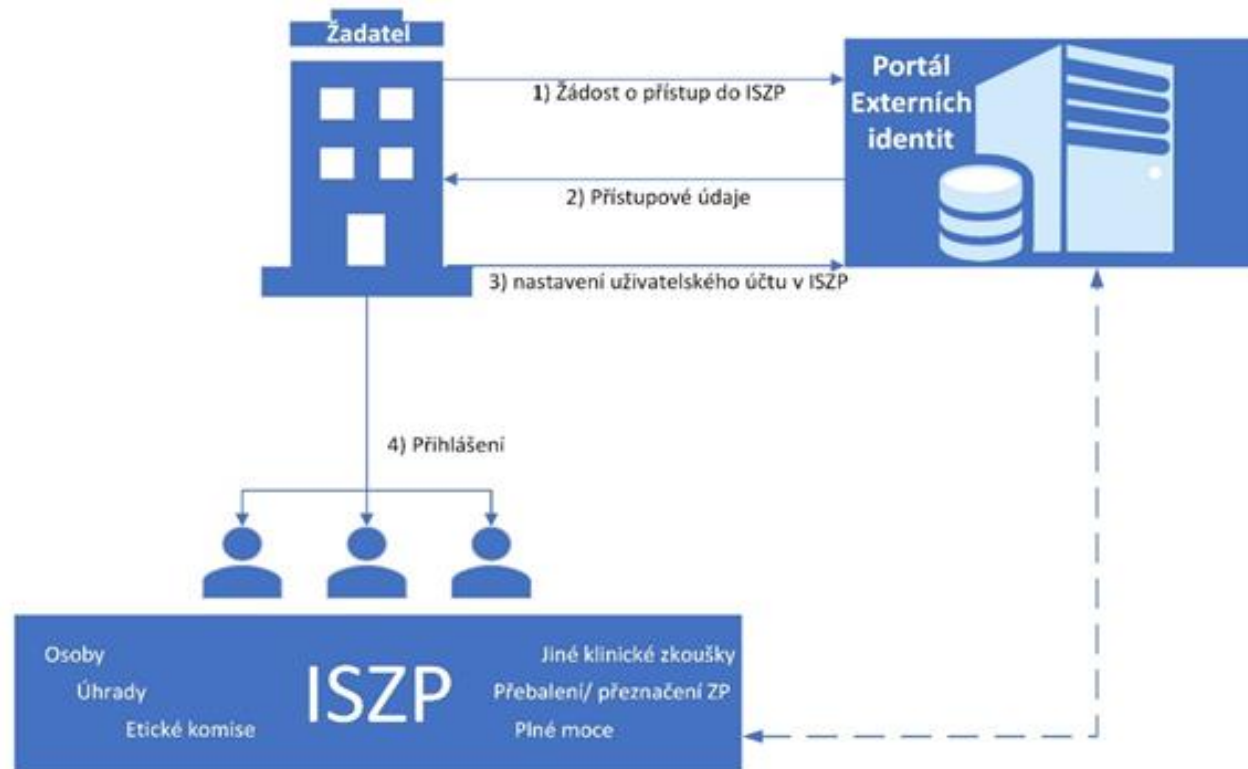 Žadatel
Portál
Externích
identit
1) Žádost o přístup do ISZP
2) Přístupové údaje
3) nastavení uživatelského účtu v ISZP
4) Přihlášení
Osoby
Úhrady
Etické komise
ISZP
Jiné klinické zkoušky
Přebalení/ přeznačení ZP
Plné moce